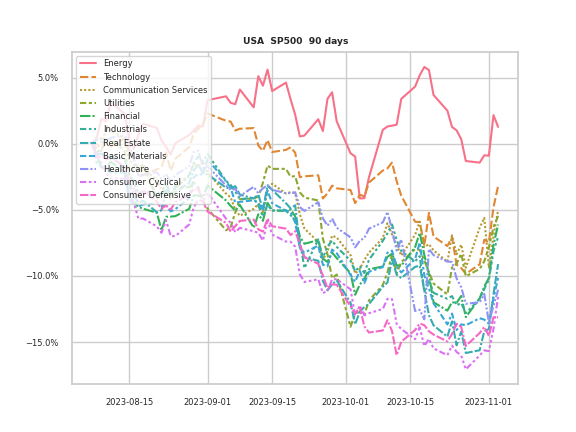 USA SP500 90 days
Energy
Technology
Communication Services
Utilities
Financial
Industrials
Real Estate
Basic Materials
Healthcare
Consumer Cyclical
Consumer Defensive
5.0%
0.0%
−5.0%
−10.0%
−15.0%
2023-08-15
2023-09-01
2023-09-15
2023-10-01
2023-10-15
2023-11-01